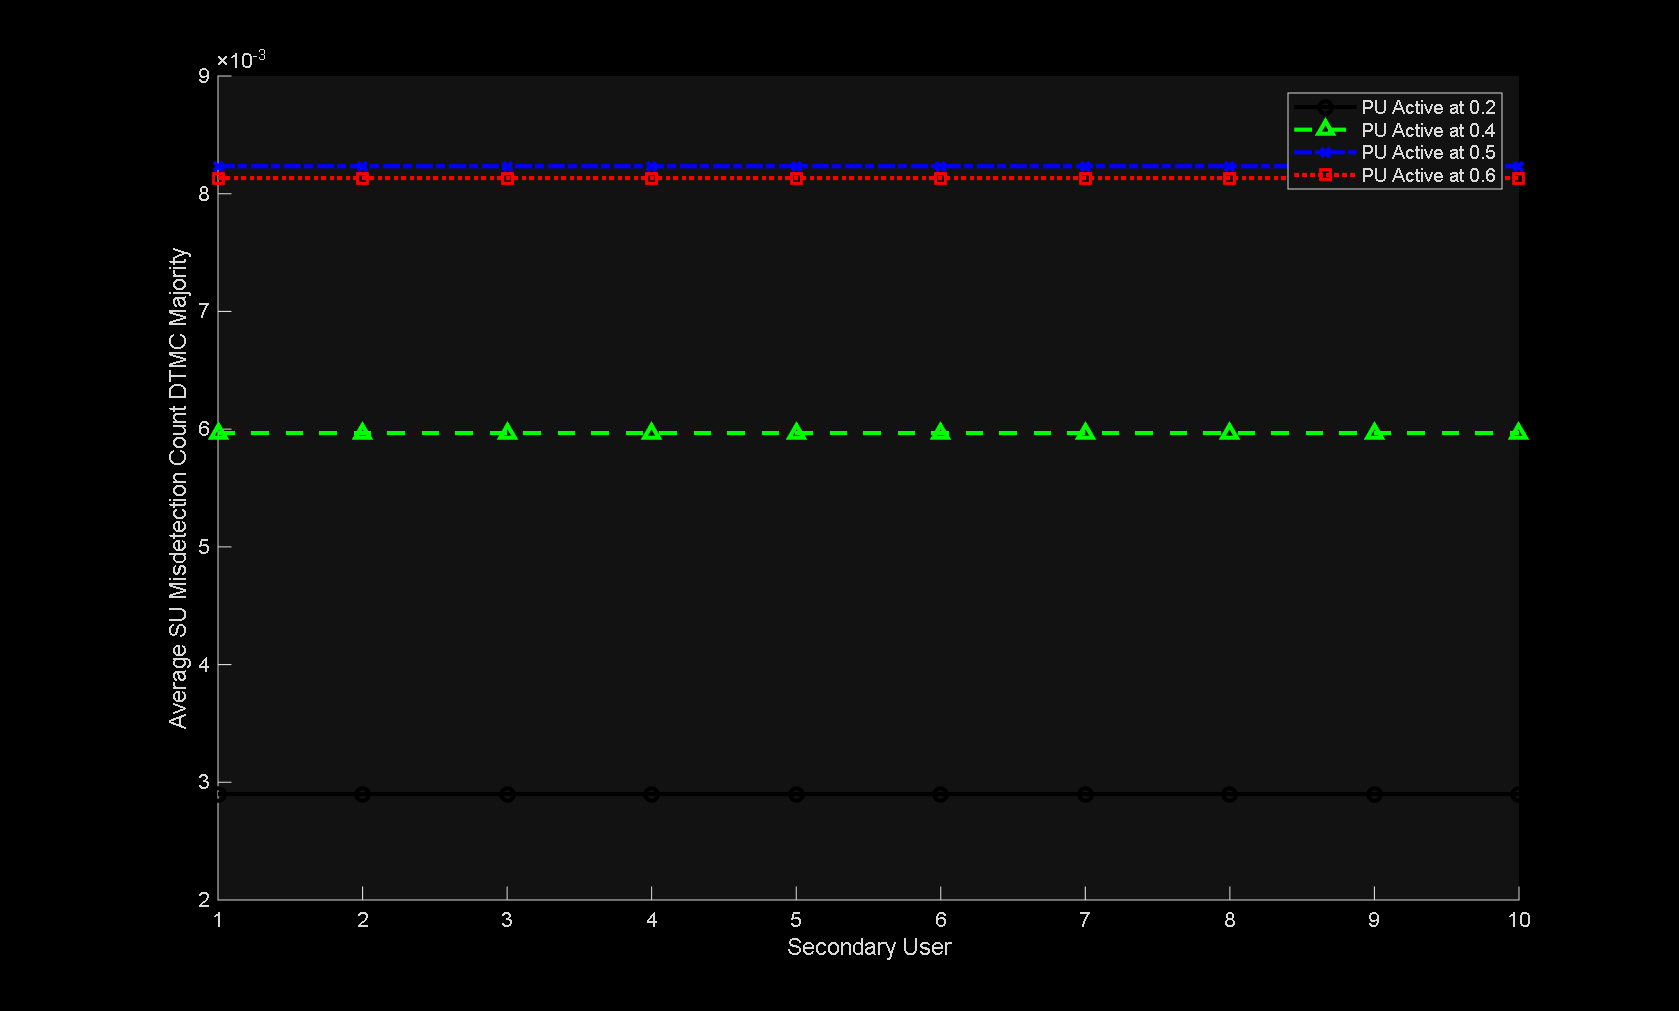 ×10-3
9
8
7
6
5
4
3
2
1 2 3 4 5 6 7 8 9 10
Average SU Misdetection Count DTMC Majority
Secondary User
PU Active at 0.2
PU Active at 0.4
PU Active at 0.5
PU Active at 0.6